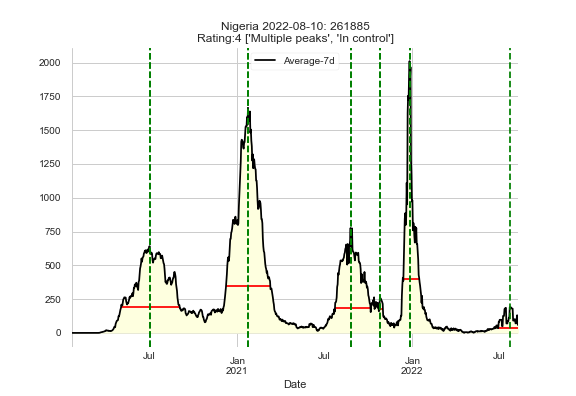 Nigeria 2022-08-10: 261885
Rating:4 ['Multiple peaks', 'In control']
Average-7d
2000
1750
1500
1250
1000
750
500
250
0
Jul
Jan
2021
Jul
Jan
2022
Jul
Date